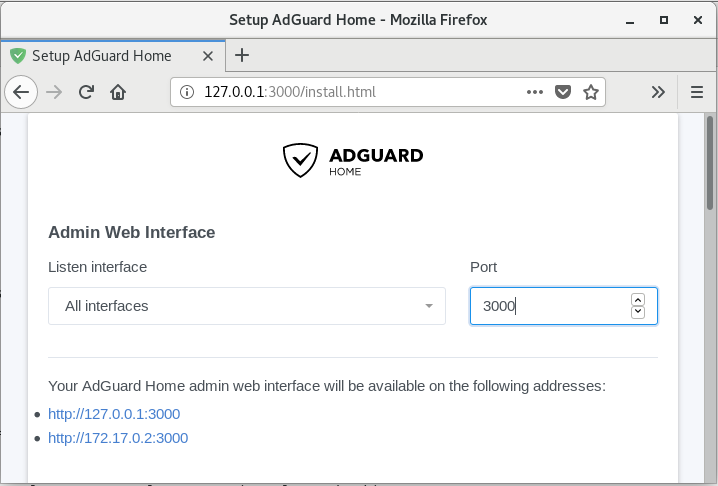 Setup AdGuard Home - Mozilla Firefox
Setup AdGuard Home
127.0.0.1:3000/install.html
ADGUARD
HOME
Admin Web Interface
Listen interface
Port
All interfaces
3000
Your AdGuard Home admin web interface will be available on the following addresses:
http://127.0.0.1:3000
http://172.17.0.2:3000